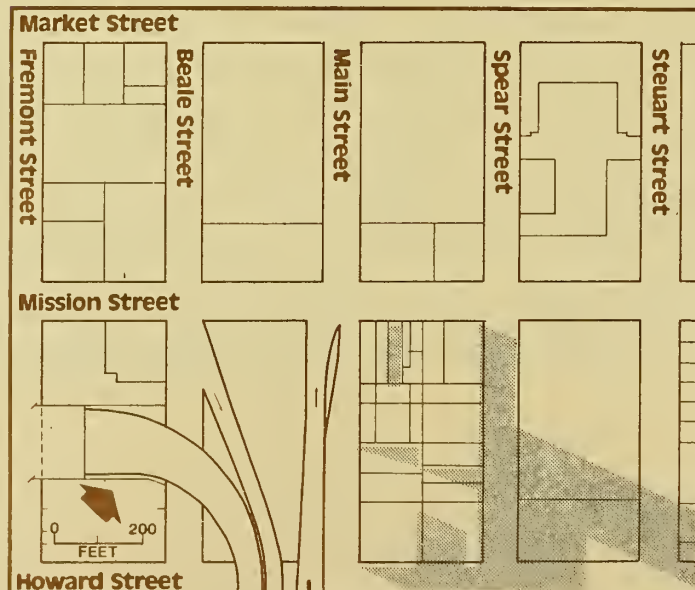 Market Street
Fremont Street
Beale Street
Main Street
Spear Street
Steuart Street
Mission Street
0 200
FEET
Howard Street